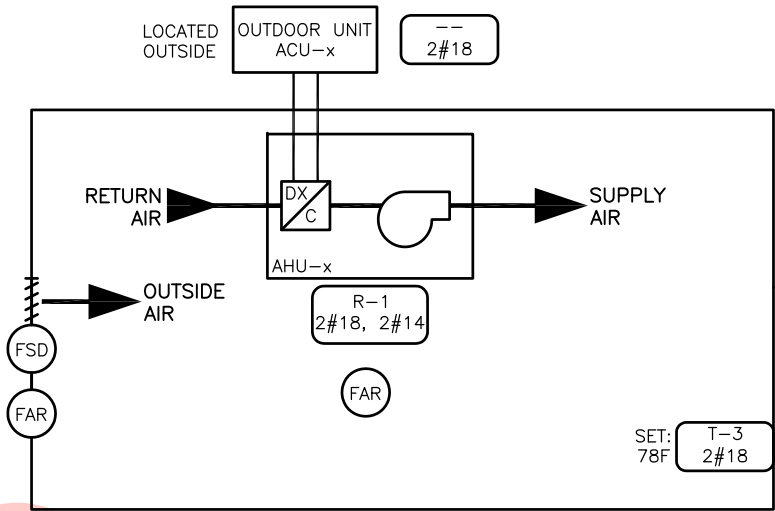 LOCATED
OUTSIDE
OUTDOOR UNIT
ACU-x
--
2#18
RETURN
AIR
DX
C
SUPPLY
AIR
AHU-x
OUTSIDE
AIR
R-1
2#18, 2#14
FSD
FAR
FAR
SET:
78F
T-3
2#18